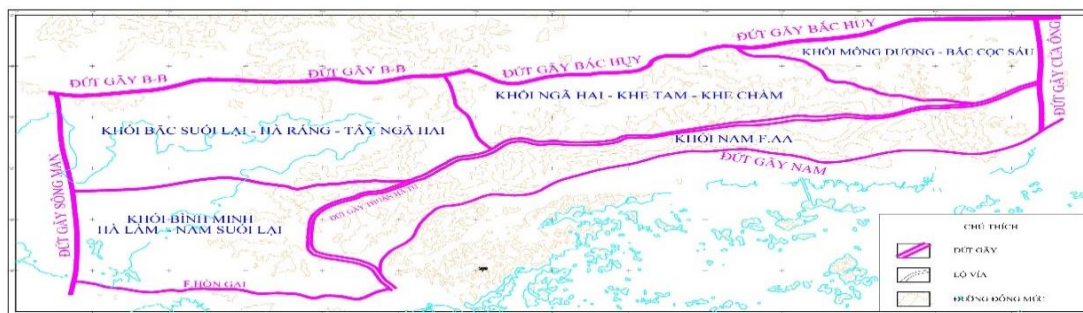 ĐỨT GÃY BẮC HUY
KHỐI MÔNG DƯƠNG - BẮC CỌC SÁU
ĐỨT GÃY CỬA ÔNG
ĐỨT GÃY B-B
ĐỨT GÃY B-B
ĐỨT GÃY BẮC HUY
KHỐI NGÃ HAI - KHE TAM - KHE CHÀM
KHỐI BẮC SUỐI LẠI - HÀ RÁNG - TÂY NGÃ HAI
KHỐI NAM F.AA
ĐỨT GÃY NAM
ĐỨT GÃY SÔNG MAN
KHỐI BÌNH MINH
HÀ LẦM - NAM SUỐI LẠI
ĐỨT GÃY
F.HÒN GAI
CHÚ THÍCH
ĐỨT GÃY
LỘ VỈA
ĐƯỜNG ĐỒNG MỨC